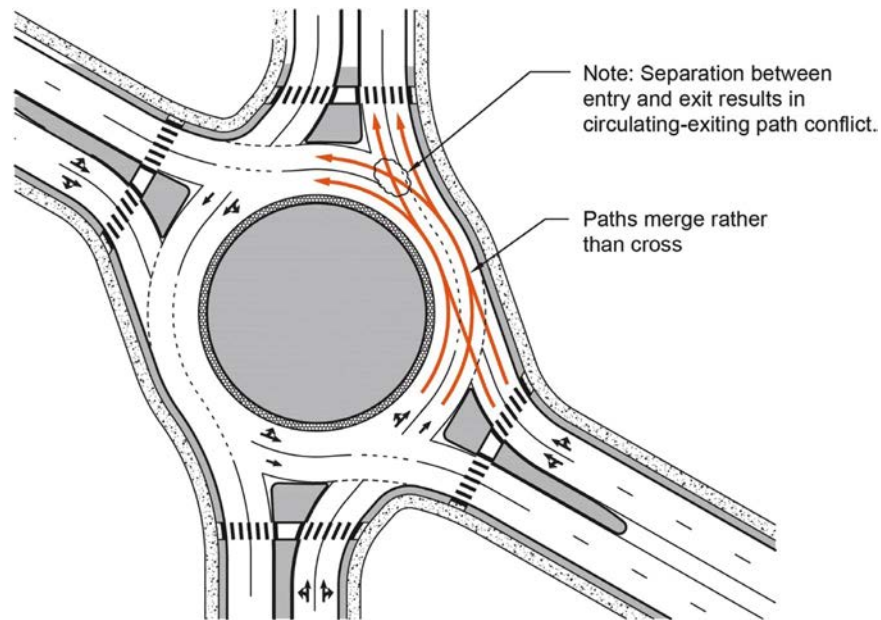 Note: Separation between
entry and exit results in
circulating-exiting path conflict.
Paths merge rather
than cross